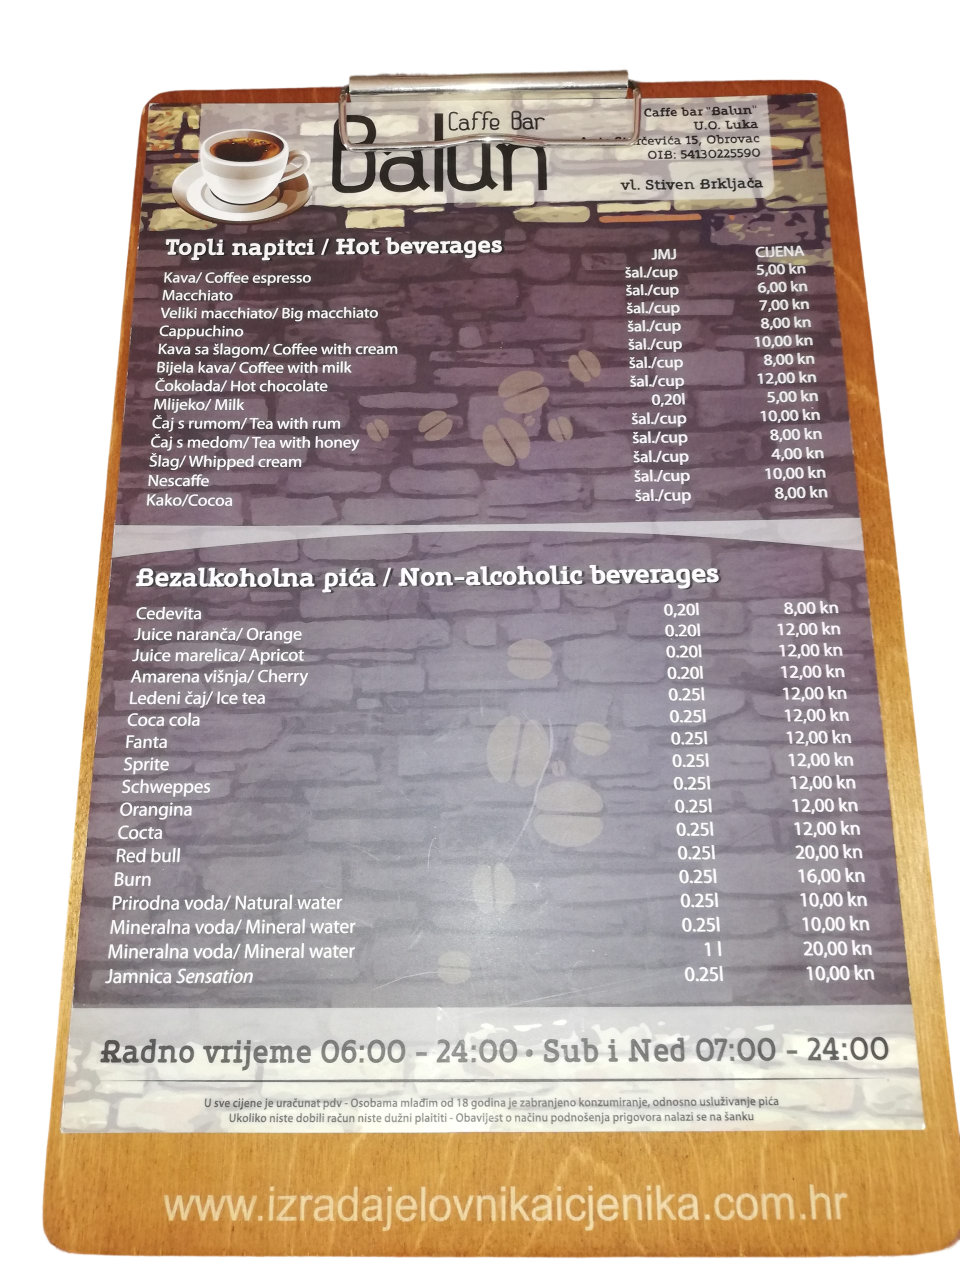 Caffe Bar
Balun
Caffe bar "Balun"
U.O. Luka
15, Obrovac
OIB: 54130225590
vl. Stiven Brkljača
Topli napitci / Hot beverages
JMJ CIJENA
Kava/ Coffee espresso šal./cup 5,00 kn
Macchiato šal./cup 6,00 kn
Veliki macchiato/ Big macchiato šal./cup 7,00 kn
Cappuchino šal./cup 8,00 kn
Kava sa šlagom/ Coffee with cream šal./cup 10,00 kn
Bijela kava/ Coffee with milk šal./cup 8,00 kn
Čokolada/ Hot chocolate šal./cup 12,00 kn
Mlijeko/ Milk 0,20l 5,00 kn
Čaj s rumom/ Tea with rum šal./cup 10,00 kn
Čaj s medom/ Tea with honey šal./cup 8,00 kn
Šlag/ Whipped cream šal./cup 4,00 kn
Nescaffe šal./cup 10,00 kn
Kako/Cocoa šal./cup 8,00 kn
Bezalkoholna pića / Non-alcoholic beverages
Cedevita 0,20l 8,00 kn
Juice naranča/ Orange 0.20l 12,00 kn
Juice marelica/ Apricot 0.20l 12,00 kn
Amarena višnja/ Cherry 0.20l 12,00 kn
Ledeni čaj/ Ice tea 0.25l 12,00 kn
Coca cola 0.25l 12,00 kn
Fanta 0.25l 12,00 kn
Sprite 0.25l 12,00 kn
Schweppes 0.25l 12,00 kn
Orangina 0.25l 12,00 kn
Cocta 0.25l 12,00 kn
Red bull 0.25l 20,00 kn
Burn 0.25l 16,00 kn
Prirodna voda/ Natural water 0.25l 10,00 kn
Mineralna voda/ Mineral water 0.25l 10,00 kn
Mineralna voda/ Mineral water 1 l 20,00 kn
Jamnica Sensation 0.25l 10,00 kn
Radno vrijeme 06:00 - 24:00 • Sub i Ned 07:00 - 24:00
U sve cijene je uračunat pdv - Osobama mlađim od 18 godina je zabranjeno konzumiranje, odnosno usluživanje pića
Ukoliko niste dobili račun niste dužni plaititi - Obavijest o načinu podnošenja prigovora nalazi se na šanku
www.izradajelovnikaicjenika.com.hr